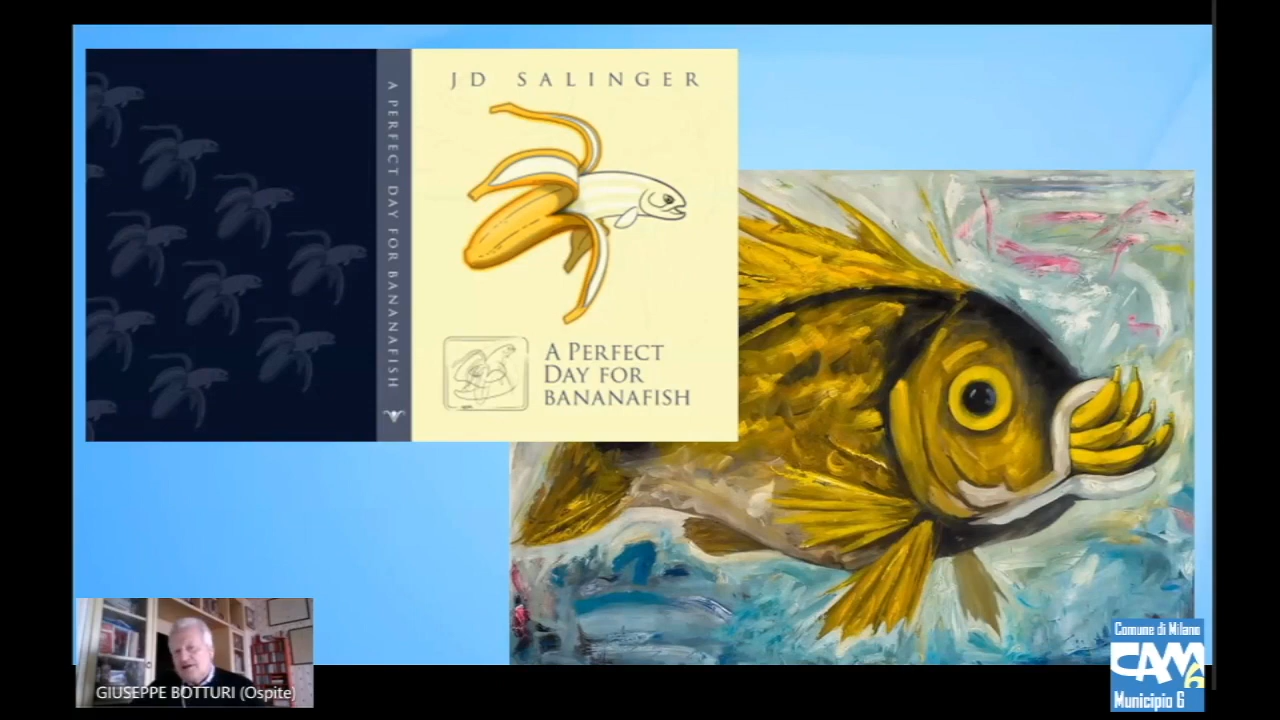 JD SALINGER
A PERFECT DAY FOR BANANAFISH
A PERFECT
DAY FOR
BANANAFISH
GIUSEPPE BOTTURI (Ospite)
Comune di Milano
CAM
6
Municipio 6